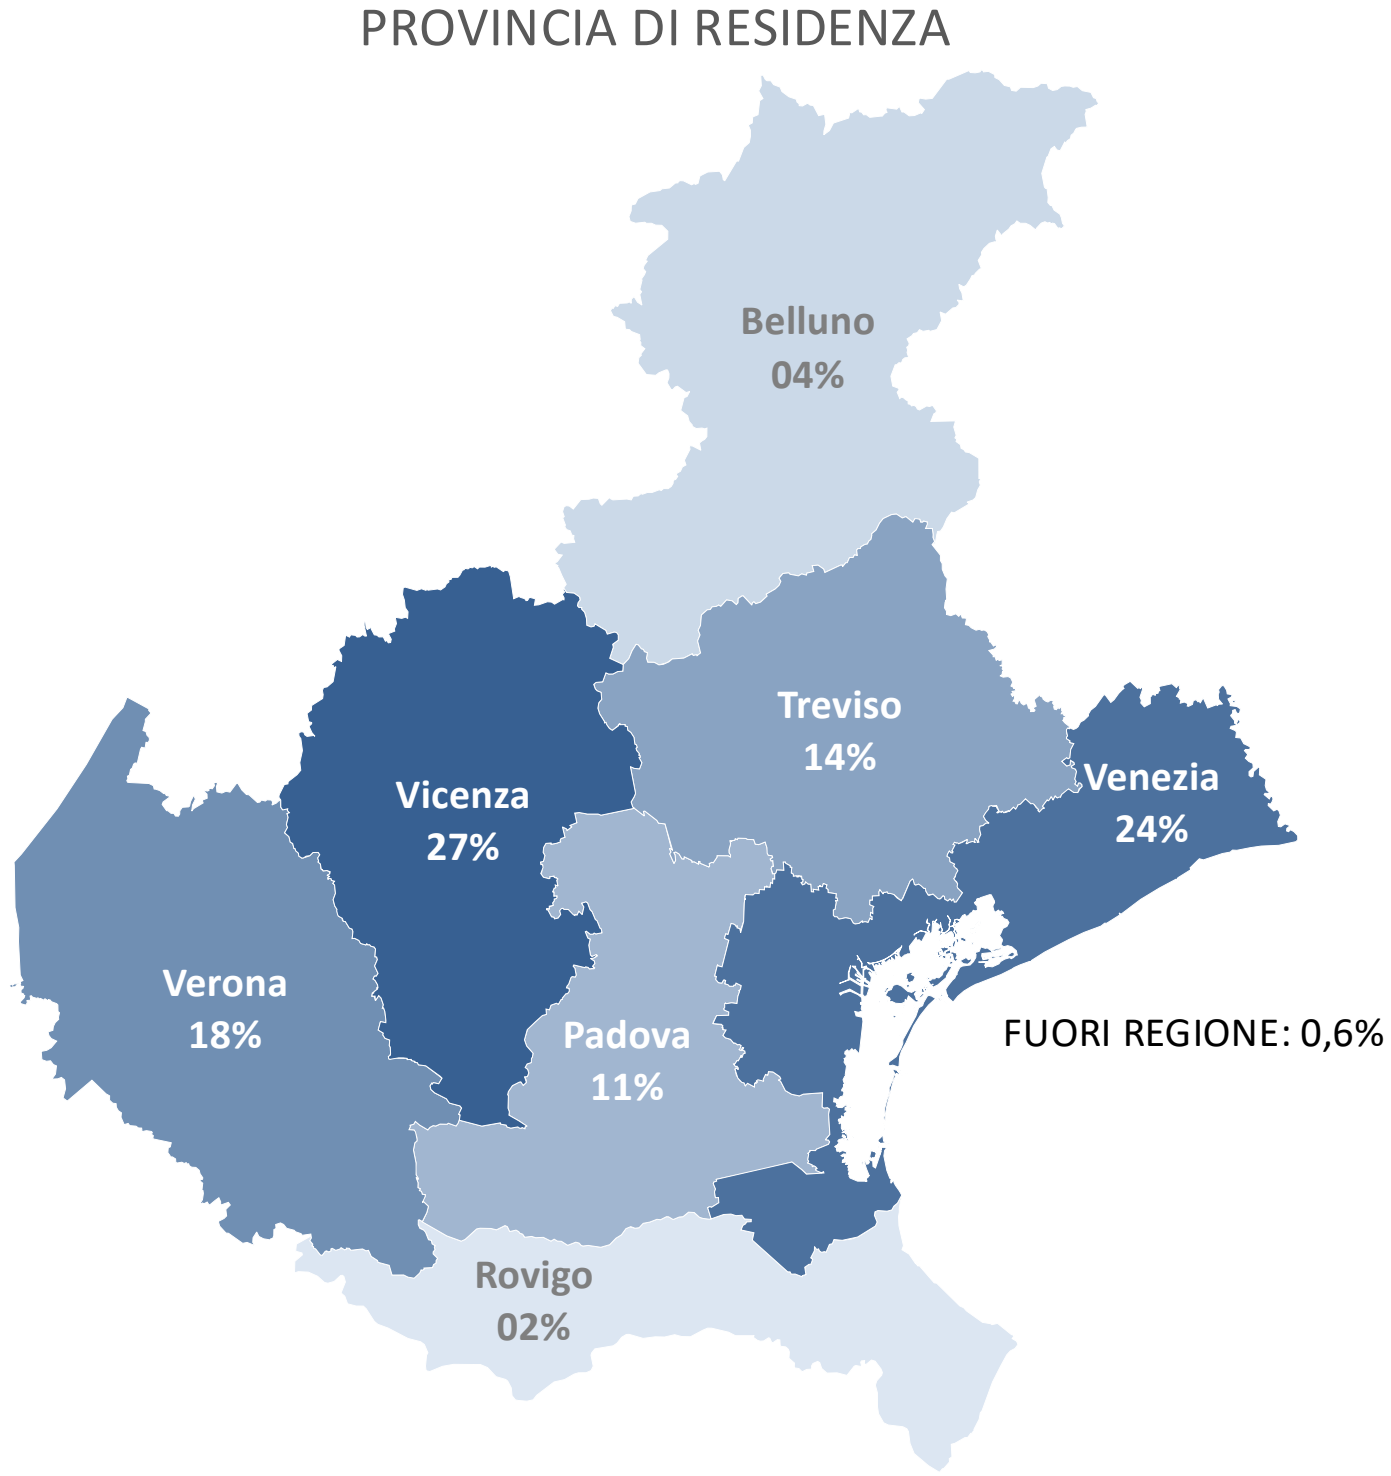 PROVINCIA DI RESIDENZA
Belluno
04%
Treviso
14%
Venezia
24%
Vicenza
27%
Verona
18%
Padova
11%
FUORI REGIONE: 0,6%
Rovigo
02%